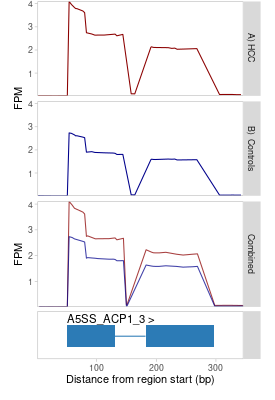 4
3
2
1
A) HCC
FPM
4
3
2
1
B) Controls
4
3
2
1
Combined
FPM
A5SS_ACP1_3 >
100
200
300
Distance from region start (bp)